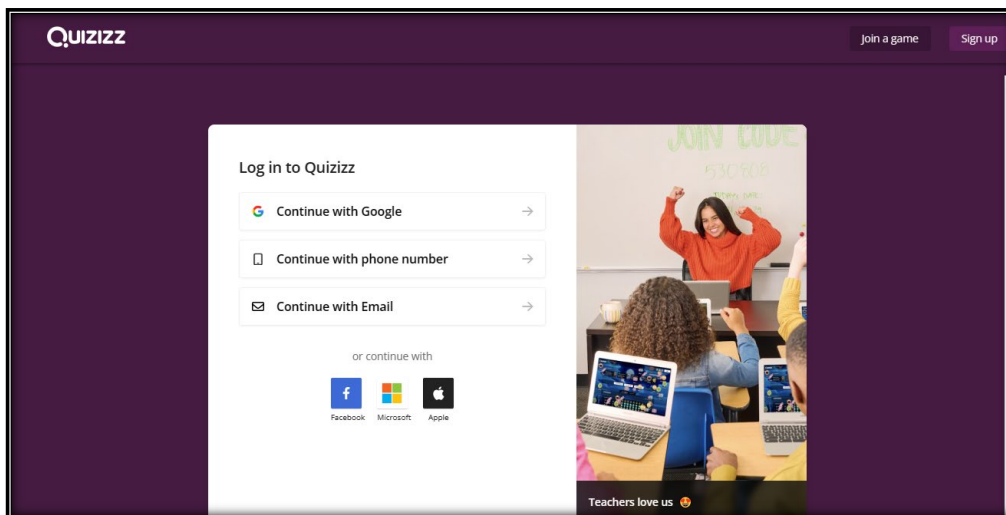 Quizizz
Join a game
Sign up
Log in to Quizizz
Continue with Google
Continue with phone number
Continue with Email
or continue with
Facebook
Microsoft
Apple
JOIN CODE
530808
Teachers love us 🤩